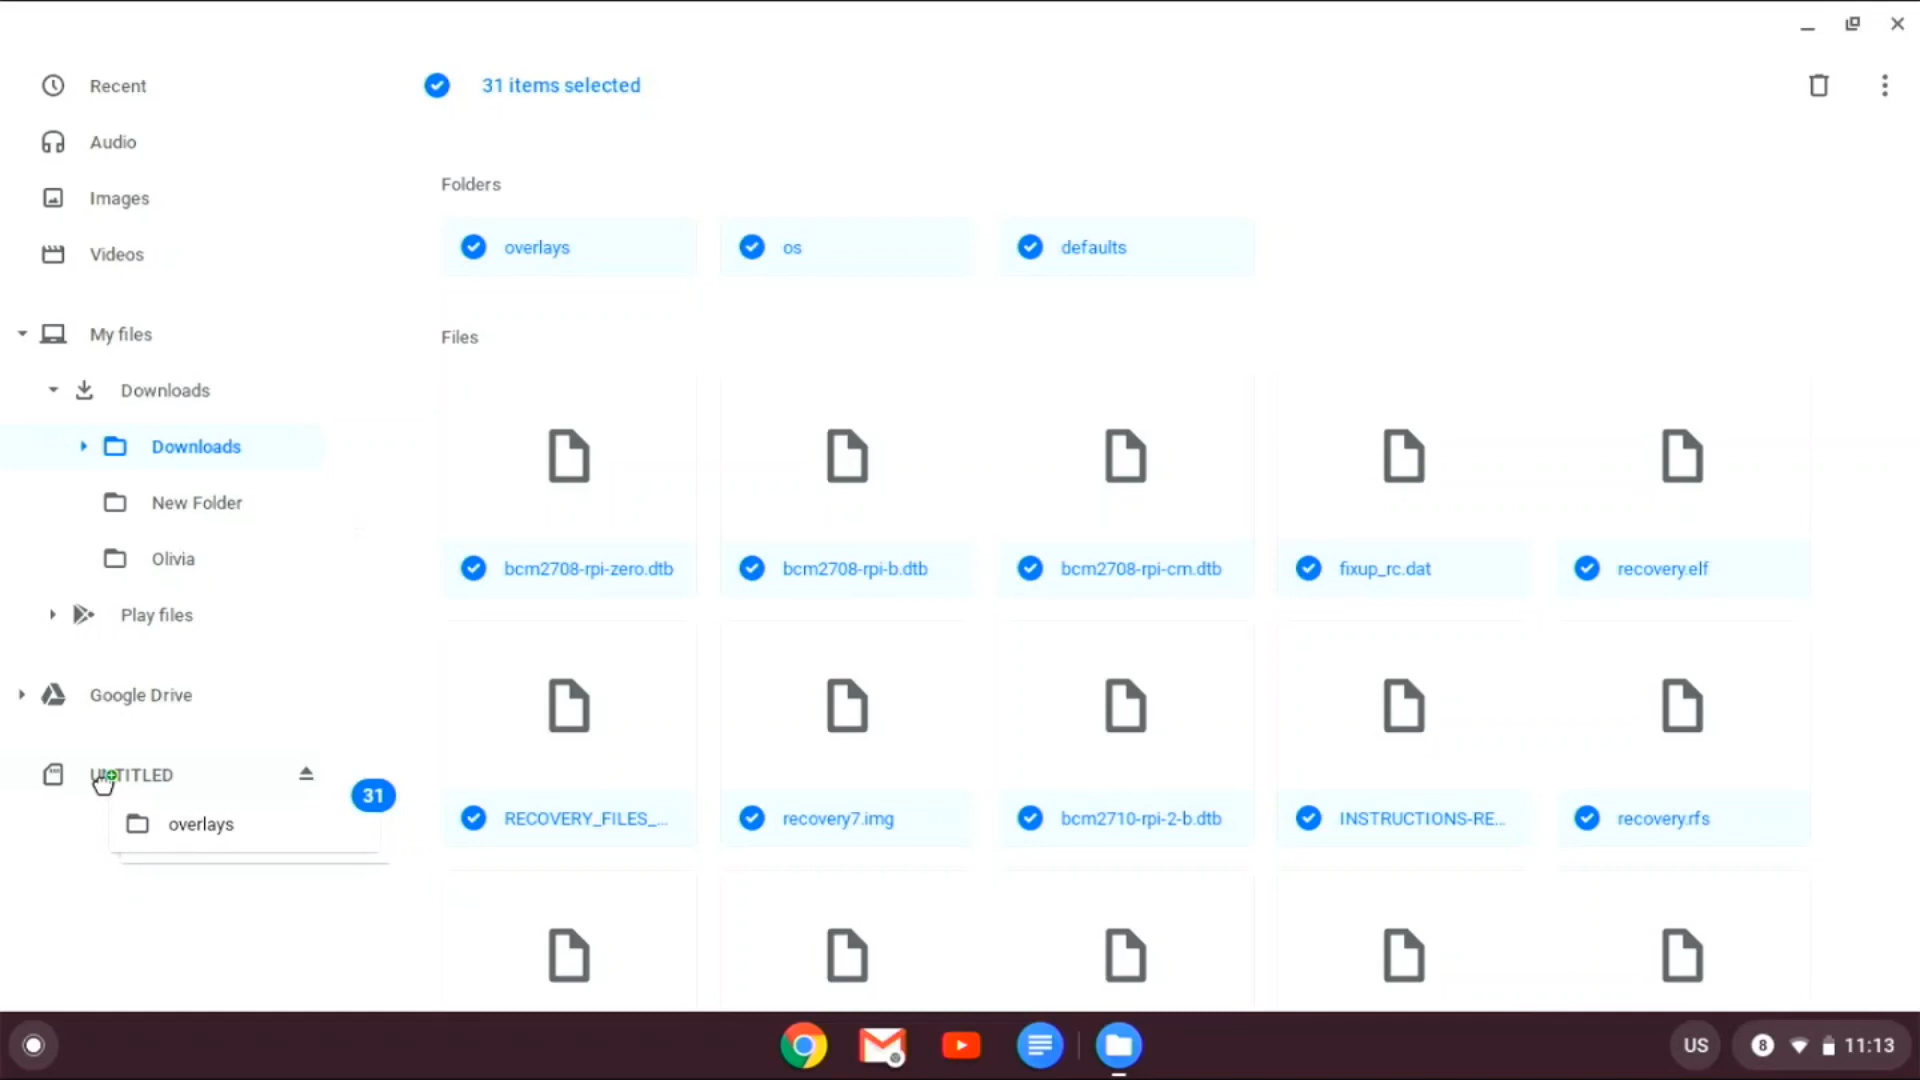 Recent
Audio
Images
Videos
My files
Downloads
Downloads
New Folder
Olivia
Play files
Google Drive
UNTITLED
31
overlays
31 items selected
Folders
overlays
os
defaults
Files
bcm2708-rpi-zero.dtb
bcm2708-rpi-b.dtb
bcm2708-rpi-cm.dtb
fixup_rc.dat
recovery.elf
RECOVERY_FILES_...
recovery7.img
bcm2710-rpi-2-b.dtb
INSTRUCTIONS-RE...
recovery.rfs
US
8
11:13